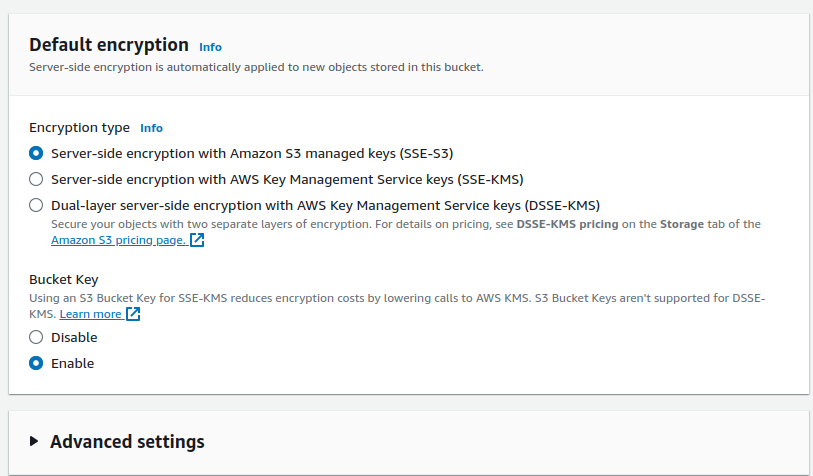 Default encryption Info
Server-side encryption is automatically applied to new objects stored in this bucket.
Encryption type Info
Server-side encryption with Amazon S3 managed keys (SSE-S3)
Server-side encryption with AWS Key Management Service keys (SSE-KMS)
Dual-layer server-side encryption with AWS Key Management Service keys (DSSE-KMS)
Secure your objects with two separate layers of encryption. For details on pricing, see DSSE-KMS pricing on the Storage tab of the
Amazon S3 pricing page.
Bucket Key
Using an S3 Bucket Key for SSE-KMS reduces encryption costs by lowering calls to AWS KMS. S3 Bucket Keys aren't supported for DSSE-
KMS. Learn more
Disable
Enable
Advanced settings